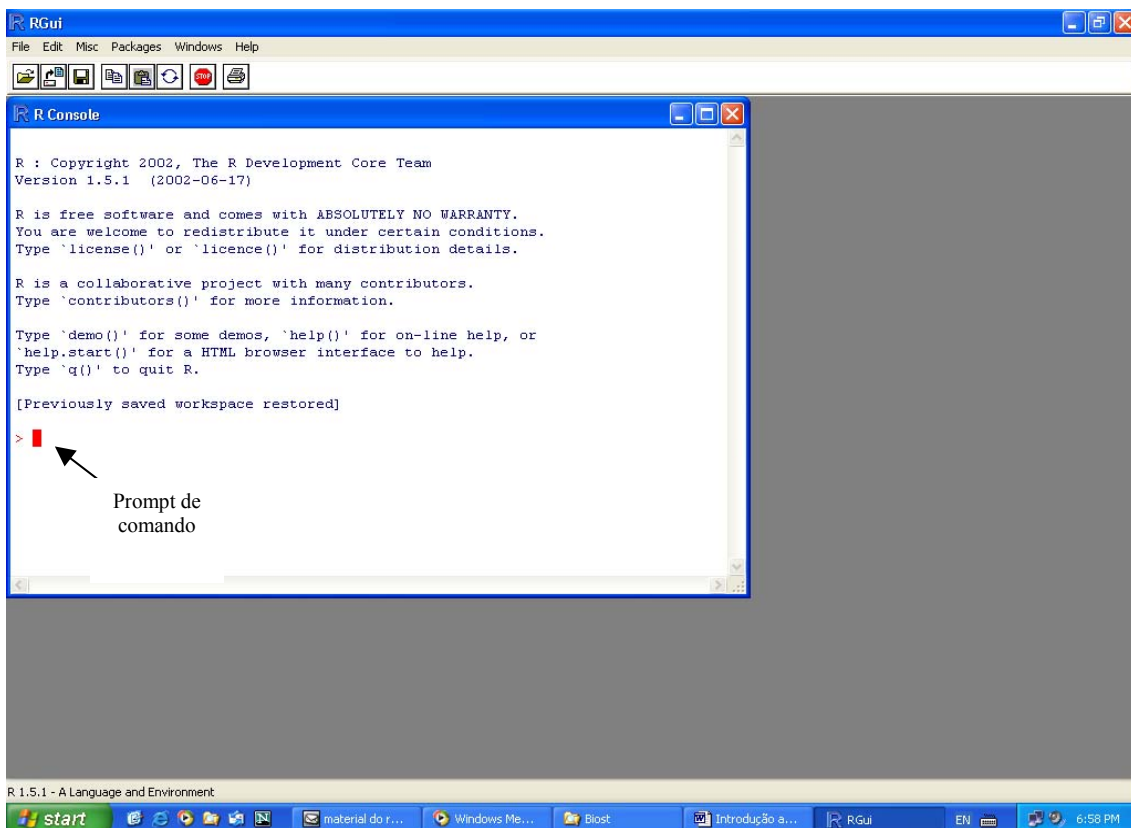 RGui
File Edit Misc Packages Windows Help
STOP
R Console
R : Copyright 2002, The R Development Core Team
Version 1.5.1 (2002-06-17)
R is free software and comes with ABSOLUTELY NO WARRANTY.
You are welcome to redistribute it under certain conditions.
Type `license()' or `licence()' for distribution details.
R is a collaborative project with many contributors.
Type `contributors()' for more information.
Type `demo()' for some demos, `help()' for on-line help, or
`help.start()' for a HTML browser interface to help.
Type `q()' to quit R.
[Previously saved workspace restored]
>
Prompt de
comando
R 1.5.1 - A Language and Environment
start N material do r... Windows Me... Biost Introdução a... RGui EN 6:58 PM